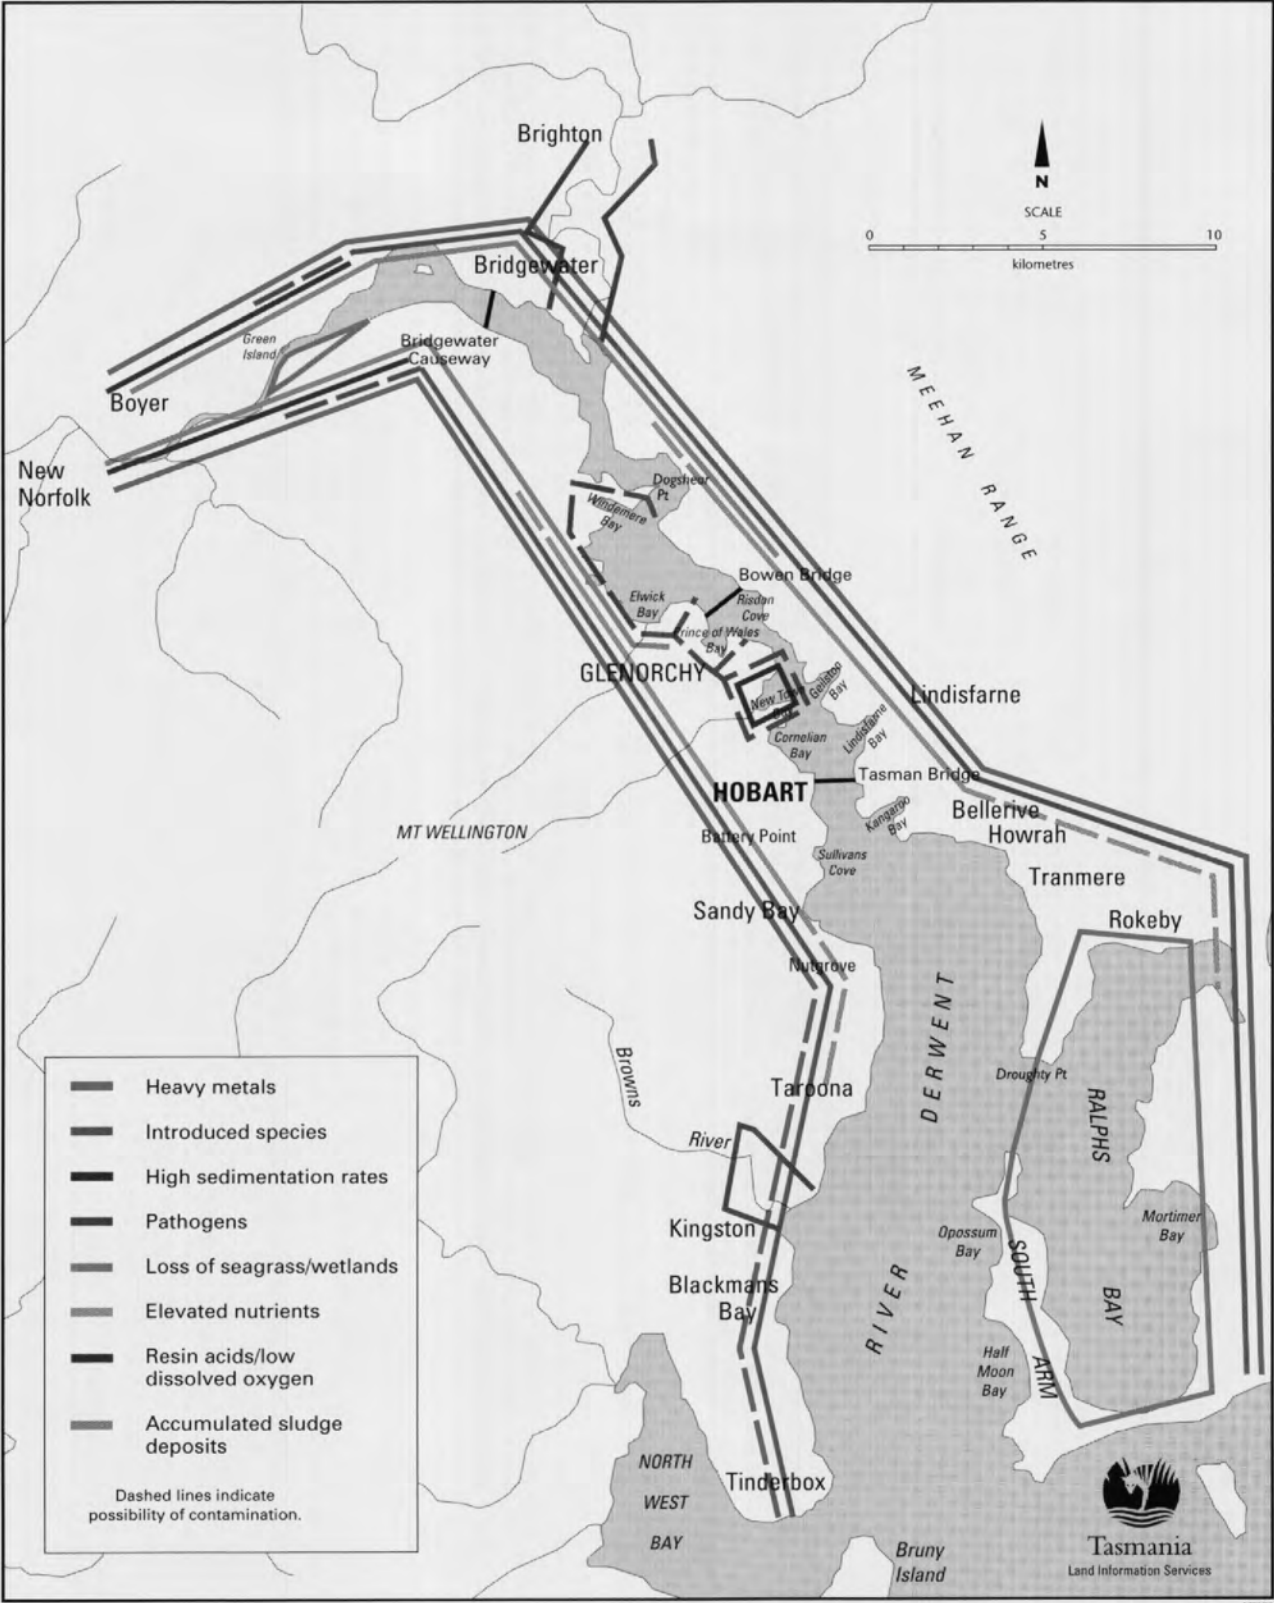 Brighton
N
SCALE
0 5 10
kilometres
Bridgewater
Green
Island
Bridgewater
Causeway
Boyer
New
Norfolk
MEEHAN RANGE
Dogshear
Pt
Windemere
Bay
Bowen Bridge
Elwick
Bay
Risdon
Cove
Prince of Wales
Bay
GLENORCHY
New Town
Bay
Geilston
Bay
Lindisfarne
Lindisfarne
Bay
Cornelian
Bay
Tasman Bridge
HOBART
Kangaroo
Bay
Bellerive
Howrah
MT WELLINGTON
Battery Point
Sullivans
Cove
Tranmere
Sandy Bay
Rokeby
Nutgrove
DERWENT
RIVER
Browns
River
Taroona
Droughty Pt
RALPHS
BAY
Kingston
Opossum
Bay
SOUTH
ARM
Mortimer
Bay
Blackmans
Bay
Half
Moon
Bay
NORTH
WEST
BAY
Tinderbox
Bruny
Island
Heavy metals
Introduced species
High sedimentation rates
Pathogens
Loss of seagrass/wetlands
Elevated nutrients
Resin acids/low
dissolved oxygen
Accumulated sludge
deposits
Dashed lines indicate
possibility of contamination.
Tasmania
Land Information Services